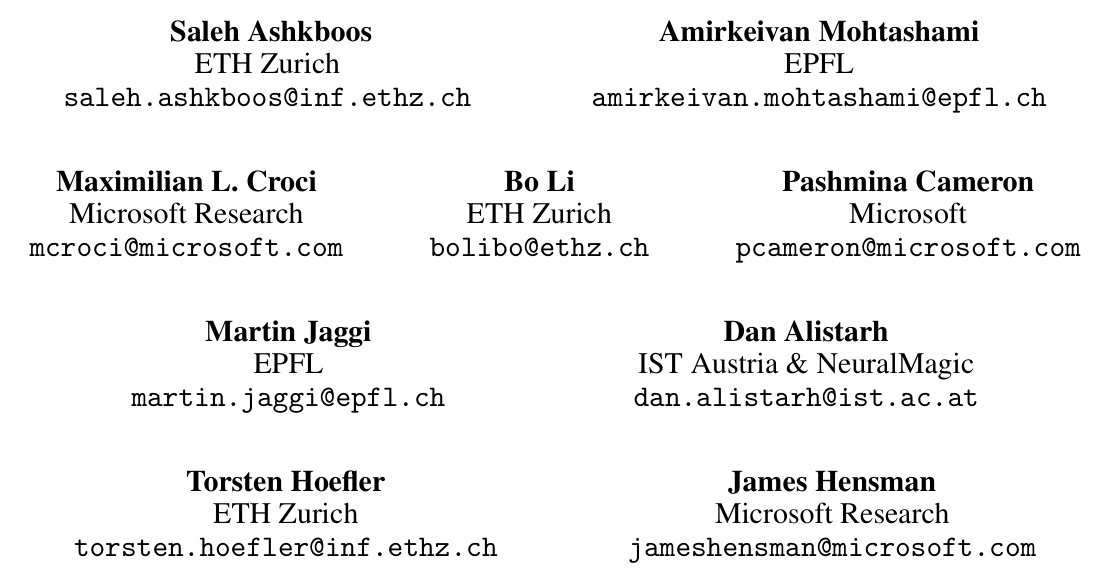 Saleh Ashkboos
ETH Zurich
saleh.ashkboos@inf.ethz.ch
Amirkeivan Mohtashami
EPFL
amirkeivan.mohtashami@epfl.ch
Maximilian L. Croci
Microsoft Research
mcroci@microsoft.com
Bo Li
ETH Zurich
bolibo@ethz.ch
Pashmina Cameron
Microsoft
pcameron@microsoft.com
Martin Jaggi
EPFL
martin.jaggi@epfl.ch
Dan Alistarh
IST Austria & NeuralMagic
dan.alistarh@ist.ac.at
Torsten Hoefler
ETH Zurich
torsten.hoefler@inf.ethz.ch
James Hensman
Microsoft Research
jameshensman@microsoft.com